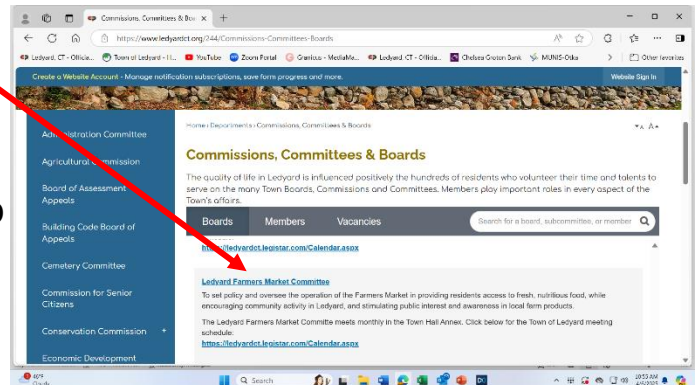 Commissions, Committees & Boa
https://www.ledyardct.org/244/Commissions-Committees-Boards
Ledyard, CT - Officia...
Town of Ledyard - H...
YouTube
Zoom Portal
Granicus - MediaMa...
Ledyard, CT - Officia...
Chelsea Groton Bank
MUNIS-Otka
Other favorites
Create a Website Account - Manage notification subscriptions, save form progress and more.
Website Sign In
Administration Committee
Agricultural Commission
Board of Assessment
Appeals
Building Code Board of
Appeals
Cemetery Committee
Commission for Senior
Citizens
Conservation Commission +
Economic Development
Home › Departments › Commissions, Committees & Boards
Commissions, Committees & Boards
The quality of life in Ledyard is influenced positively the hundreds of residents who volunteer their time and talents to
serve on the many Town Boards, Commissions and Committees. Members play important roles in every aspect of the
Town's affairs.
Boards Members Vacancies
Search for a board, subcommittee, or member
https://ledyardct.legistar.com/Calendar.aspx
Ledyard Farmers Market Committee
To set policy and oversee the operation of the Farmers Market in providing residents access to fresh, nutritious food, while
encouraging community activity in Ledyard, and stimulating public interest and awareness in local farm products.
The Ledyard Farmers Market Committe meets monthly in the Town Hall Annex. Click below for the Town of Ledyard meeting
schedule:
https://ledyardct.legistar.com/Calendar.aspx
Cloudy
Search
10:55 AM